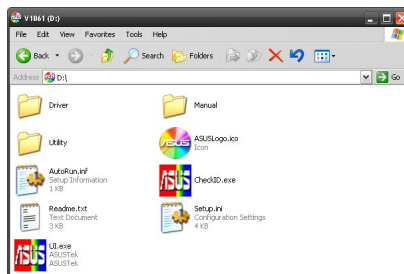 V1061 (D:)
File Edit View Favorites Tools Help
Back Search Folders
Address D:\ Go
Driver Manual
Utility ASUSLogo.ico
Icon
AutoRun.inf
Setup Information
1 KB
CheckID.exe
Readme.txt
Text Document
3 KB
Setup.ini
Configuration Settings
4 KB
UI.exe
ASUSTek
ASUSTek